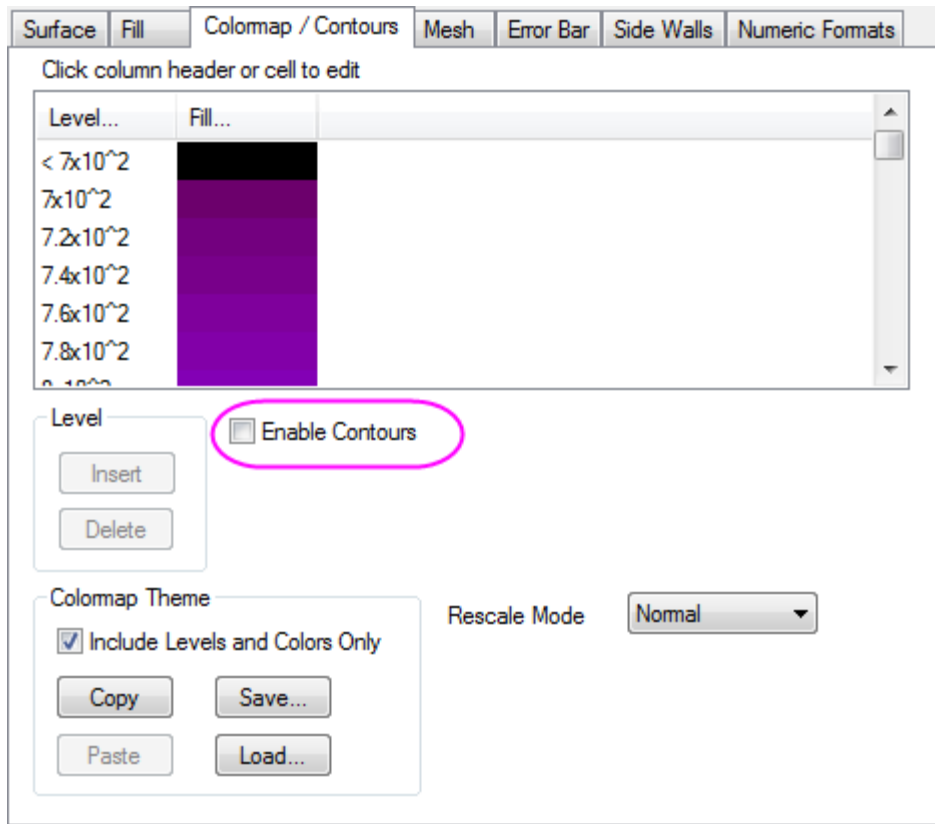 Surface Fill Colormap / Contours Mesh Error Bar Side Walls Numeric Formats
Click column header or cell to edit
Level... Fill...
< 7x10^2
7x10^2
7.2x10^2
7.4x10^2
7.6x10^2
7.8x10^2
Level
Enable Contours
Insert
Delete
Colormap Theme
Rescale Mode Normal
Include Levels and Colors Only
Copy Save...
Paste Load...